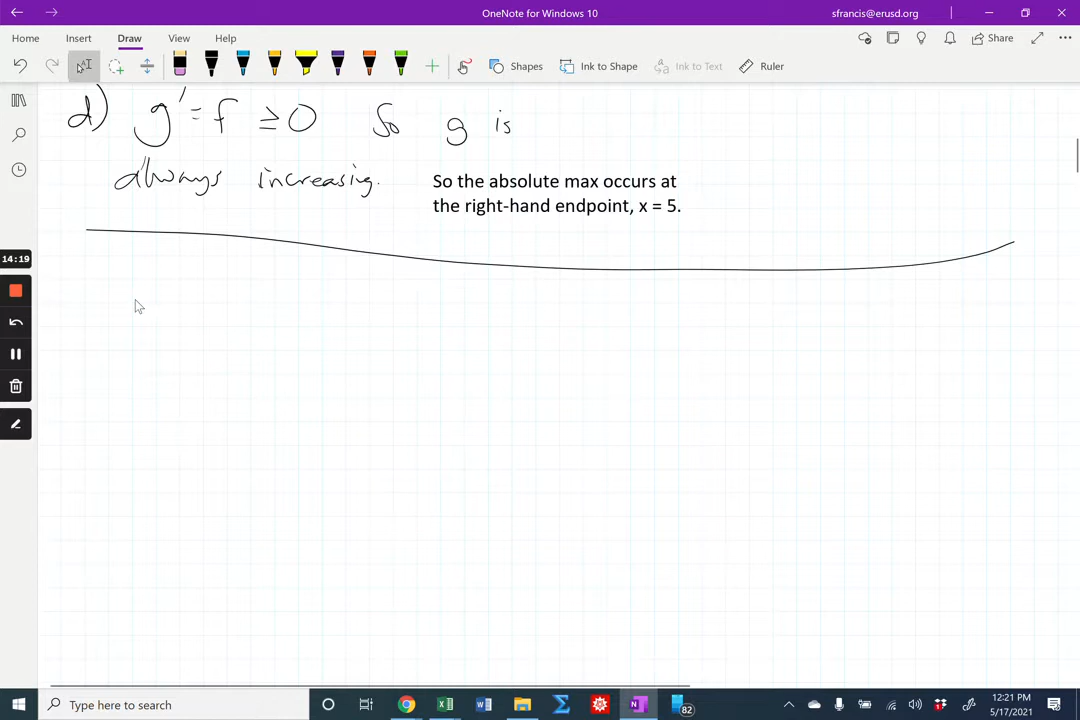 OneNote for Windows 10
sfrancis@erusd.org
Home
Insert
Draw
View
Help
Share
Shapes
Ink to Shape
Ink to Text
Ruler
d) g' = f ≥ 0 So g is
always increasing.
So the absolute max occurs at
the right-hand endpoint, x = 5.
14:19
Type here to search
82
12:21 PM
5/17/2021